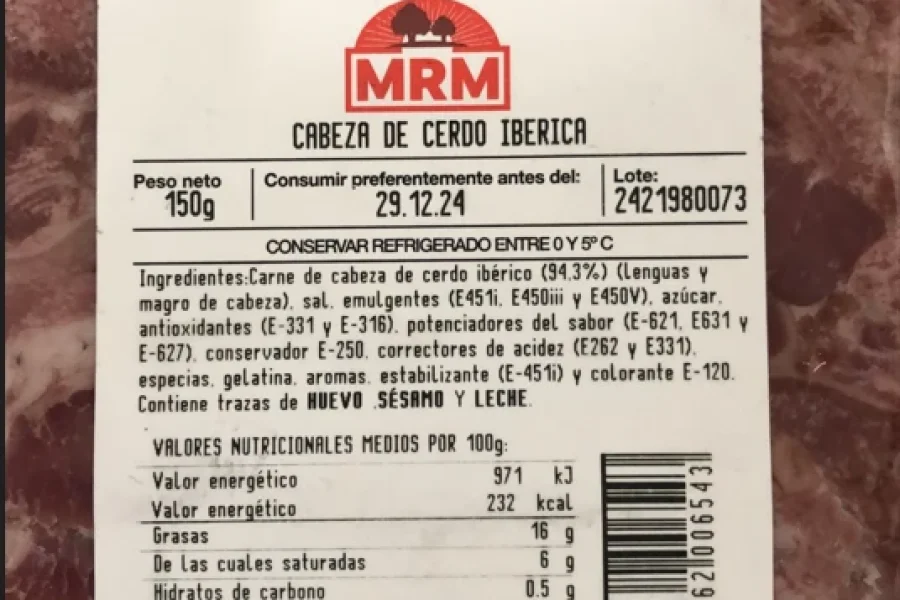 MRM
CABEZA DE CERDO IBERICA
Peso neto
150g
Consumir preferentemente antes del:
29.12.24
Lote:
2421980073
CONSERVAR REFRIGERADO ENTRE 0 Y 5º C
Ingredientes:Carne de cabeza de cerdo ibérico (94.3%) (Lenguas y
magro de cabeza), sal, emulgentes (E451i, E450iii y E450V), azúcar,
antioxidantes (E-331 y E-316), potenciadores del sabor (E-621, E631 y
E-627), conservador E-250, correctores de acidez (E262 y E331),
especias, gelatina, aromas, estabilizante (E-451i) y colorante E-120.
Contiene trazas de HUEVO ,SÉSAMO Y LECHE.
VALORES NUTRICIONALES MEDIOS POR 100g:
Valor energético 971 kJ
Valor energético 232 kcal
Grasas 16 g
De las cuales saturadas 6 g
Hidratos de carbono 0.5 g
621006543